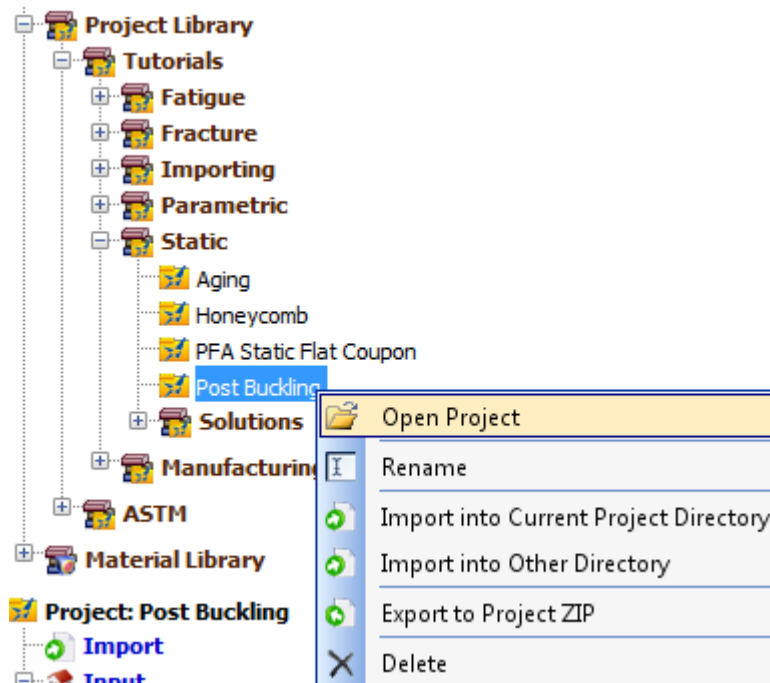 Project Library
Tutorials
Fatigue
Fracture
Importing
Parametric
Static
Aging
Honeycomb
PFA Static Flat Coupon
Post Buckling
Open Project
Solutions
Rename
Manufacturing
Import into Current Project Directory
ASTM
Import into Other Directory
Material Library
Export to Project ZIP
Project: Post Buckling
Import
Delete
Input